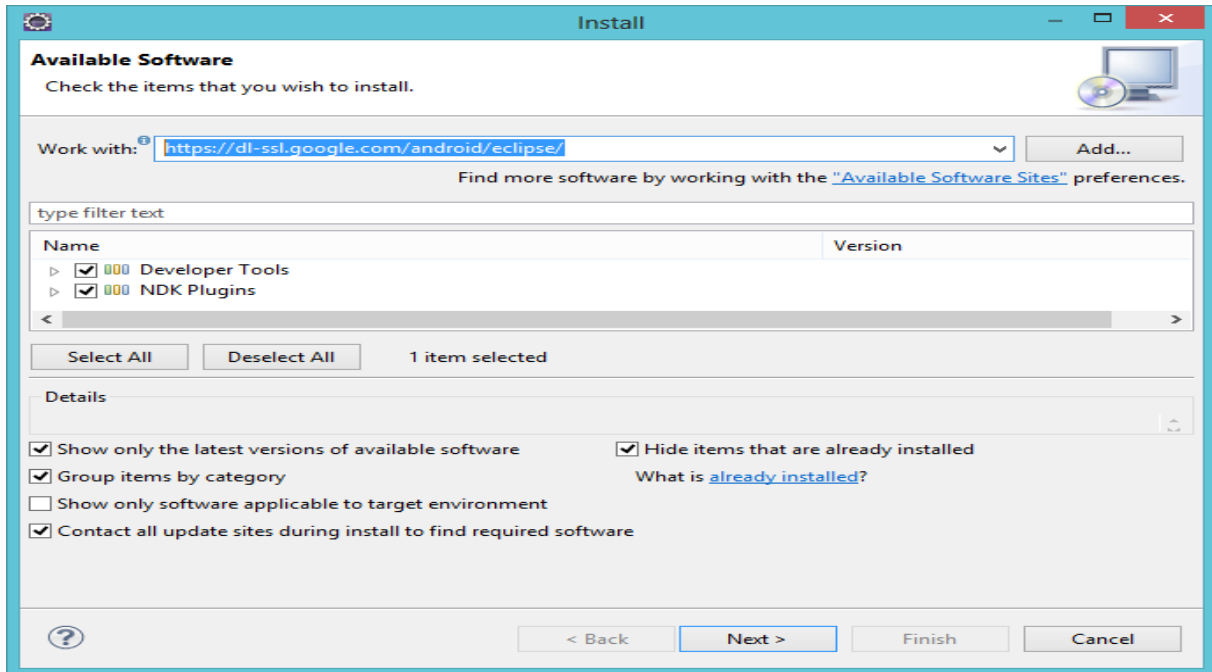 Install
Available Software
Check the items that you wish to install.
Work with: https://dl-ssl.google.com/android/eclipse/ Add...
Find more software by working with the "Available Software Sites" preferences.
type filter text
Name Version
Developer Tools
NDK Plugins
Select All Deselect All 1 item selected
Details
Show only the latest versions of available software Hide items that are already installed
Group items by category What is already installed?
Show only software applicable to target environment
Contact all update sites during install to find required software
? < Back Next > Finish Cancel